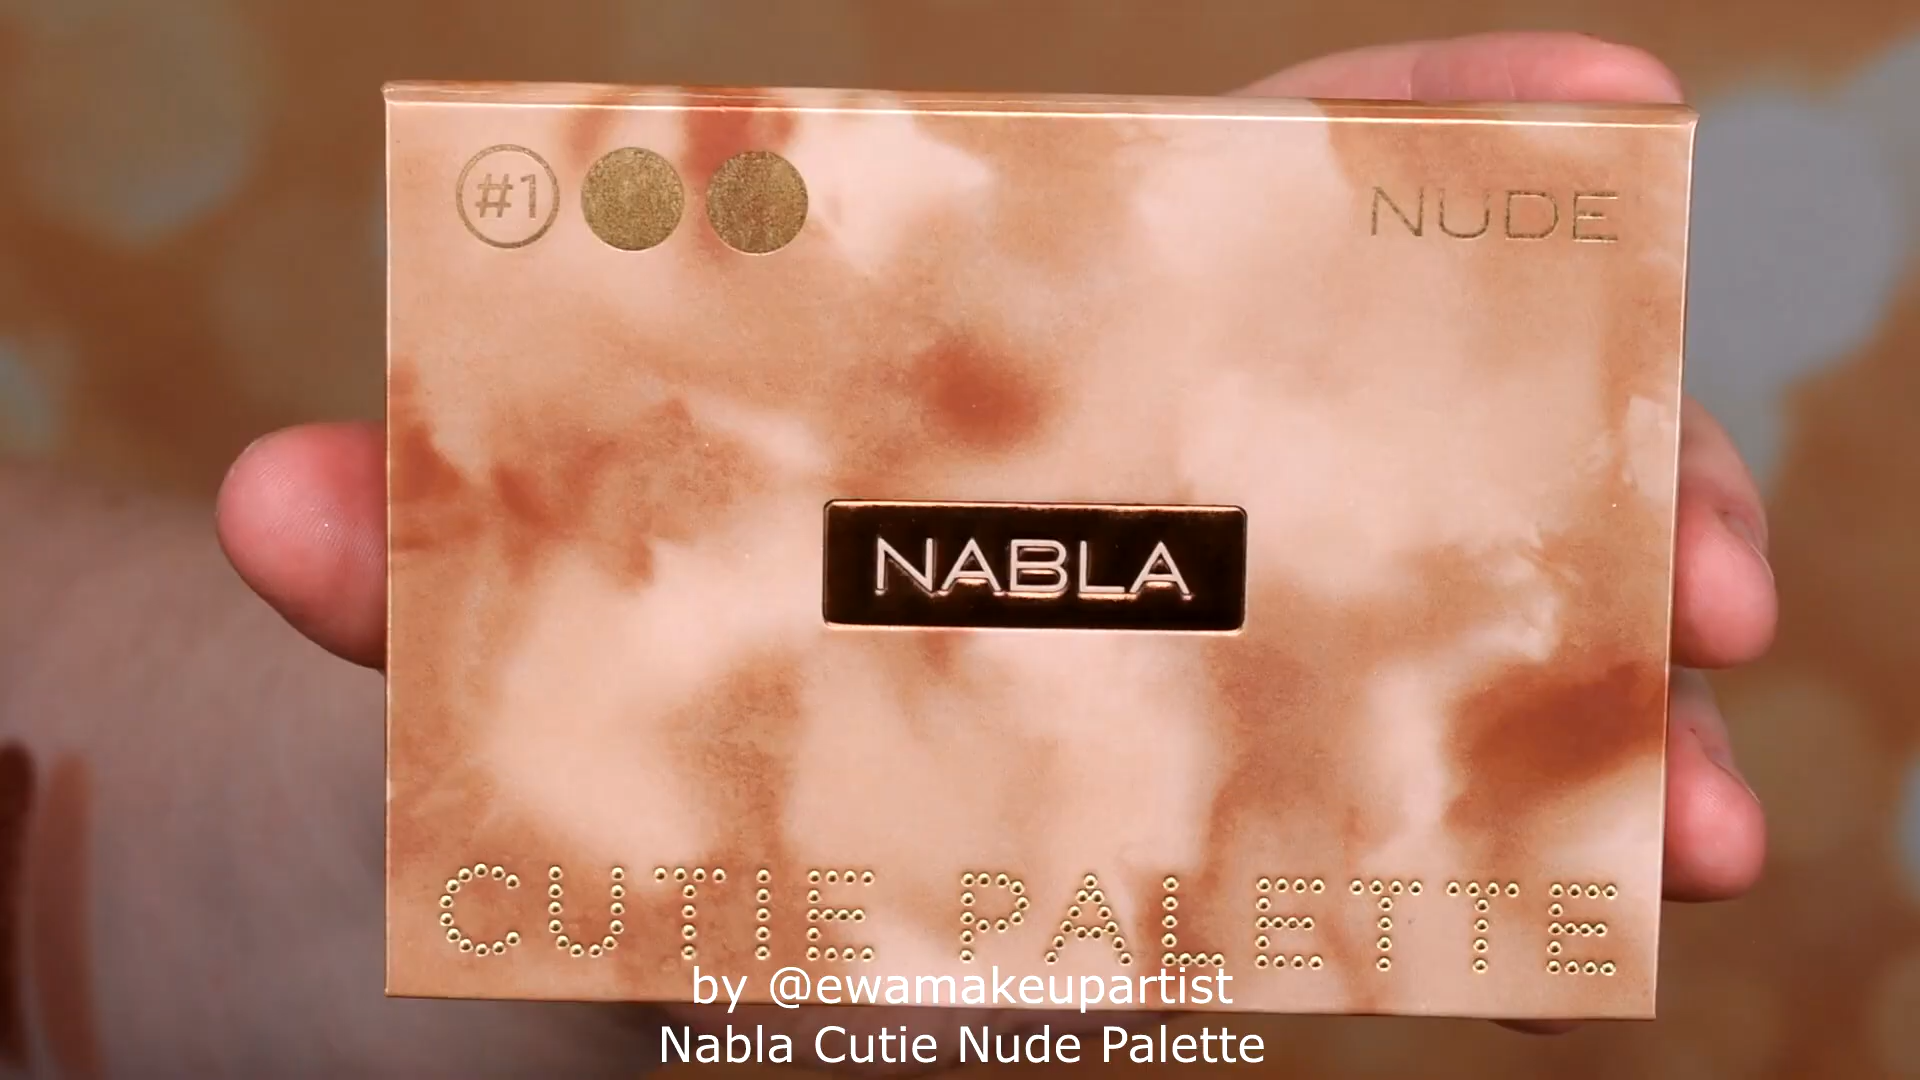 #1
NUDE
NABLA
CUTIE PALETTE
by @ewamakeupartist
Nabla Cutie Nude Palette